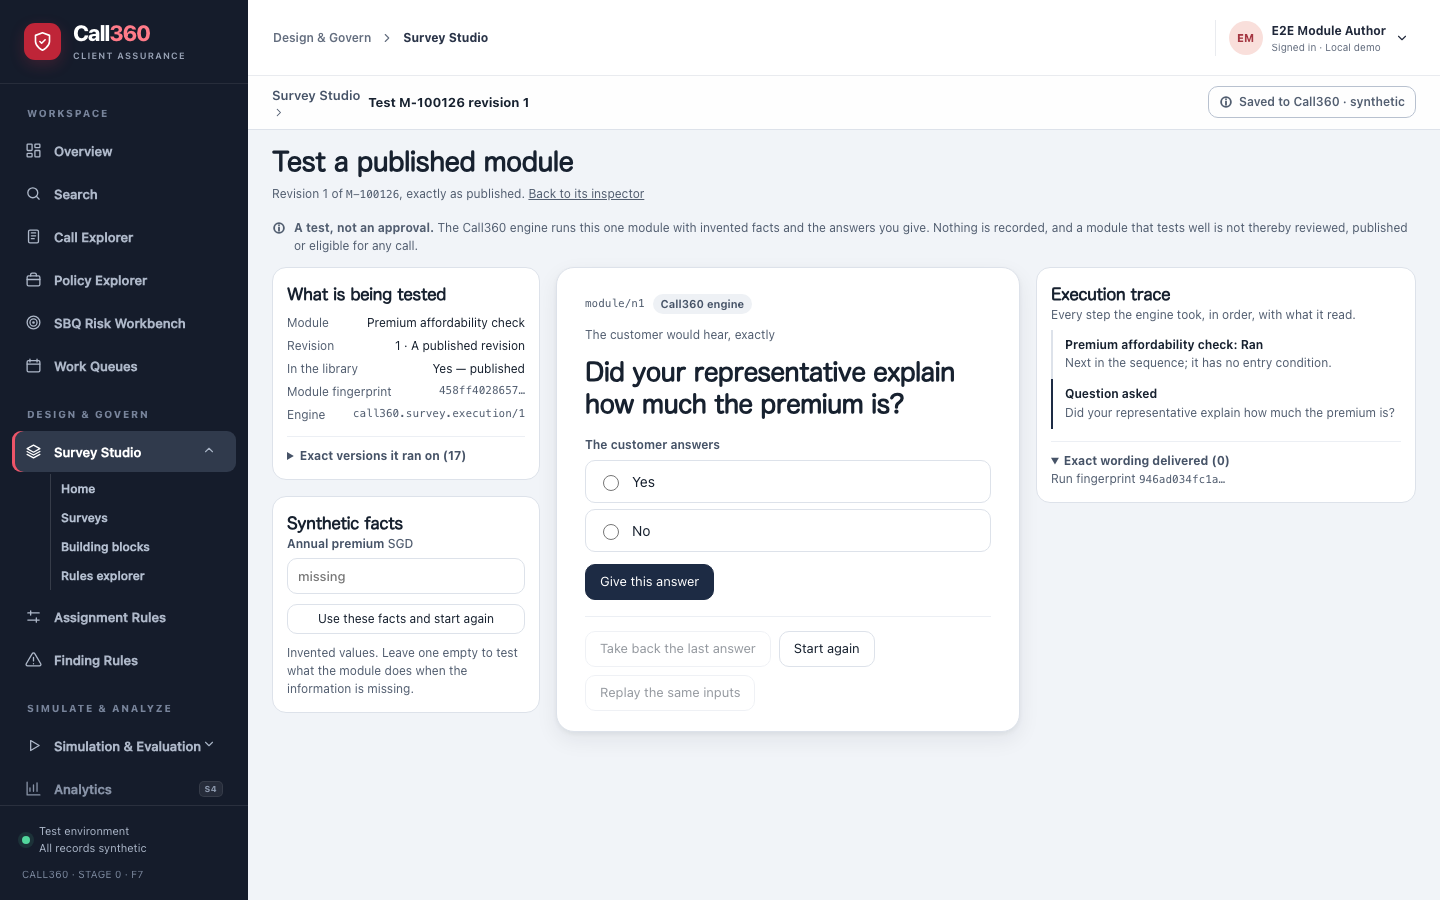 Call360
CLIENT ASSURANCE
WORKSPACE
Overview
Search
Call Explorer
Policy Explorer
SBQ Risk Workbench
Work Queues
DESIGN & GOVERN
Survey Studio
Home
Surveys
Building blocks
Rules explorer
Assignment Rules
Finding Rules
SIMULATE & ANALYZE
Simulation & Evaluation
Analytics
S4
Test environment
All records synthetic
CALL360 · STAGE 0 · F7
Design & Govern > Survey Studio
EM
E2E Module Author
Signed in · Local demo
Survey Studio
>
Test M-100126 revision 1
Saved to Call360 · synthetic
Test a published module
Revision 1 of M-100126, exactly as published. Back to its inspector
A test, not an approval. The Call360 engine runs this one module with invented facts and the answers you give. Nothing is recorded, and a module that tests well is not thereby reviewed, published
or eligible for any call.
What is being tested
Module Premium affordability check
Revision 1 · A published revision
In the library Yes — published
Module fingerprint 458ff4028657…
Engine call360.survey.execution/1
Exact versions it ran on (17)
Synthetic facts
Annual premium SGD
missing
Use these facts and start again
Invented values. Leave one empty to test
what the module does when the
information is missing.
module/n1 Call360 engine
The customer would hear, exactly
Did your representative explain
how much the premium is?
The customer answers
Yes
No
Give this answer
Take back the last answer
Start again
Replay the same inputs
Execution trace
Every step the engine took, in order, with what it read.
Premium affordability check: Ran
Next in the sequence; it has no entry condition.
Question asked
Did your representative explain how much the premium is?
Exact wording delivered (0)
Run fingerprint 946ad034fc1a…